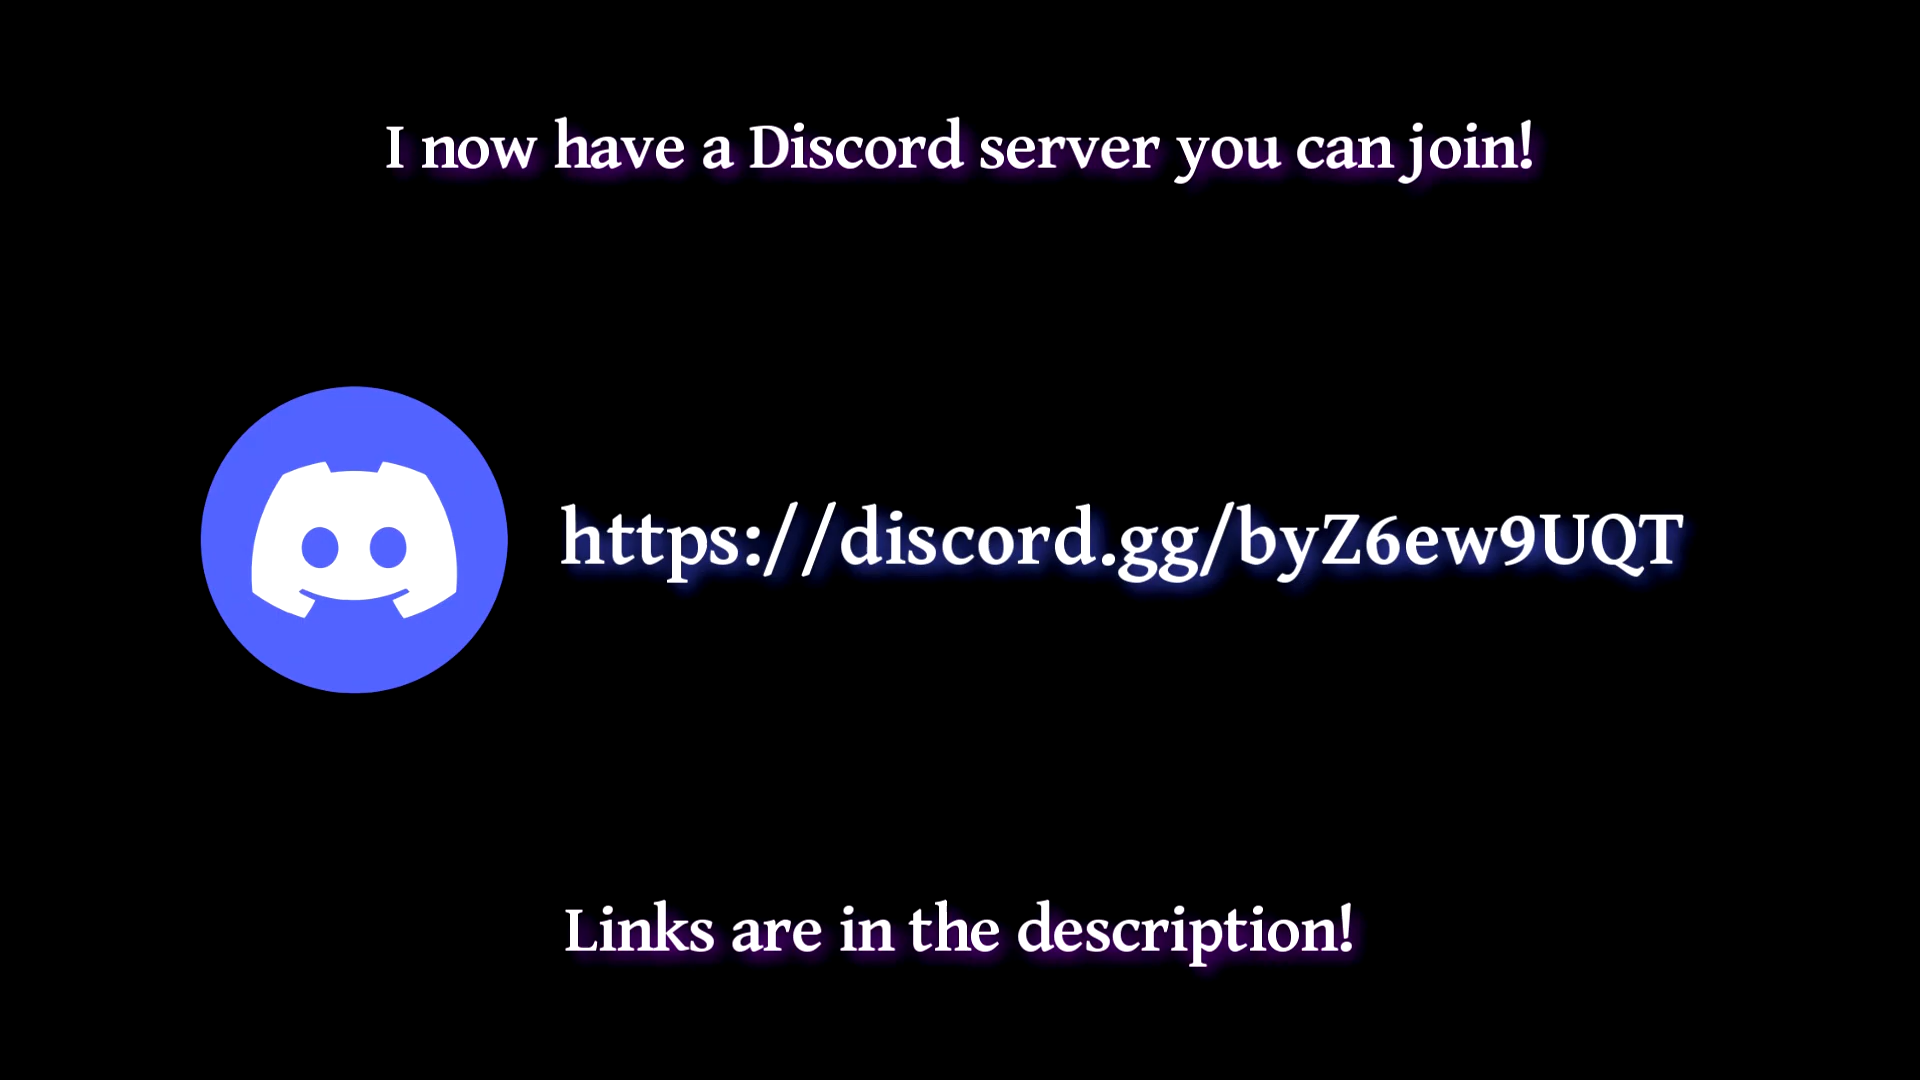 I now have a Discord server you can join!
https://discord.gg/byZ6ew9UQT
Links are in the description!